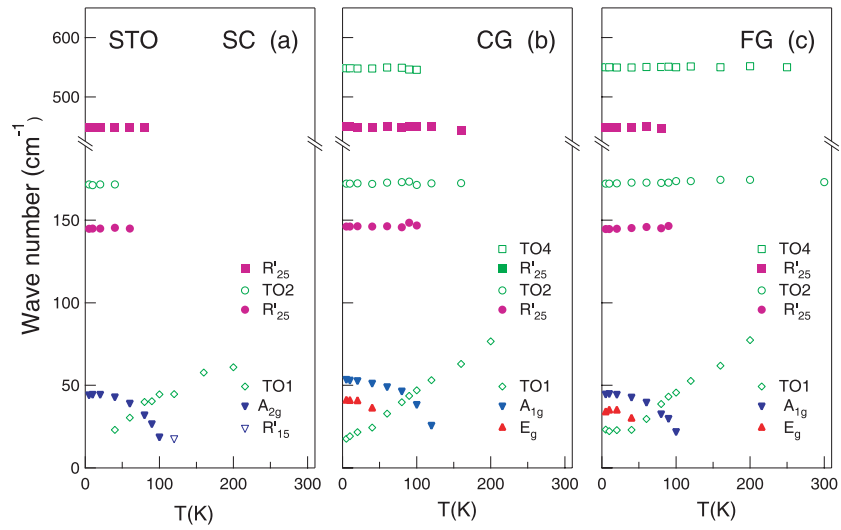 STO SC (a)
CG (b)
FG (c)
Wave number (cm⁻¹)
600
550
150
100
50
0
R'₂₅
TO2
R'₂₅
TO1
A₂g
R'₁₅
TO4
R'₂₅
TO2
R'₂₅
TO1
A₁g
Eg
TO4
R'₂₅
TO2
R'₂₅
TO1
A₁g
Eg
0 100 200 300
0 100 200
0 100 200 300
T(K)
T(K)
T(K)